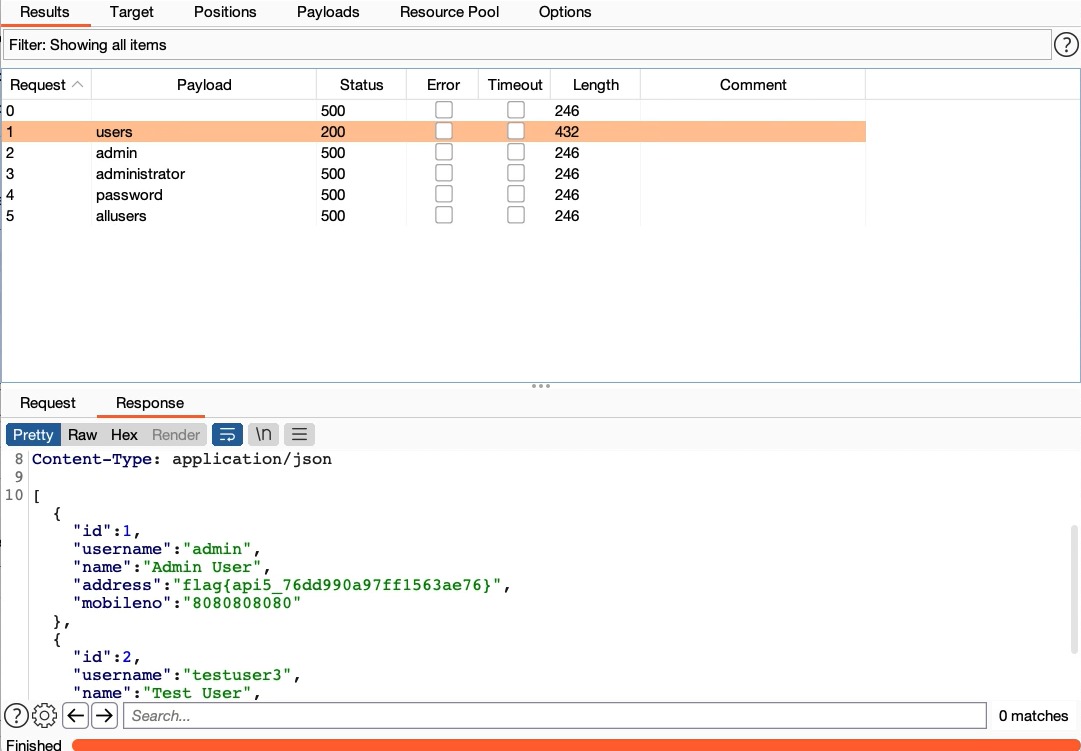 Results Target Positions Payloads Resource Pool Options
Filter: Showing all items ?
Request Payload Status Error Timeout Length Comment
0 500 246
1 users 200 432
2 admin 500 246
3 administrator 500 246
4 password 500 246
5 allusers 500 246
Request Response
Pretty Raw Hex Render \n
8 Content-Type: application/json
9
10 [
{
"id":1,
"username":"admin",
"name":"Admin User",
"address":"flag{api5_76dd990a97ff1563ae76}",
"mobileno":"8080808080"
},
{
"id":2,
"username":"testuser3",
"name":"Test User",
? Search... 0 matches
Finished